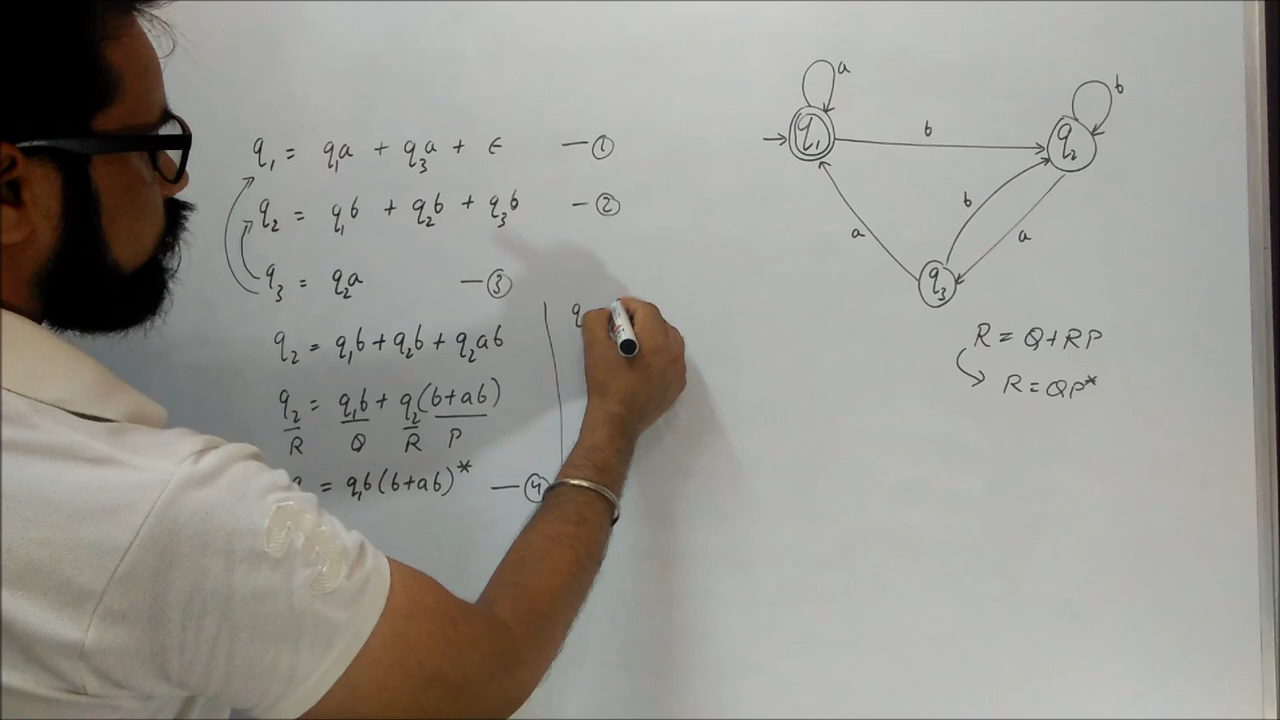 q₁ = q₁a + q₃a + ϵ —①
q₂ = q₁b + q₂b + q₃b —②
q₃ = q₂a —③
q₂ = q₁b + q₂b + q₂ab
q₂ = q₁b + q₂(b+ab)
R Q R P
= q₁b(b+ab)* —④
q
a
b
q₁
b
q₂
b
a
a
q₃
R = Q+RP
R = QP*